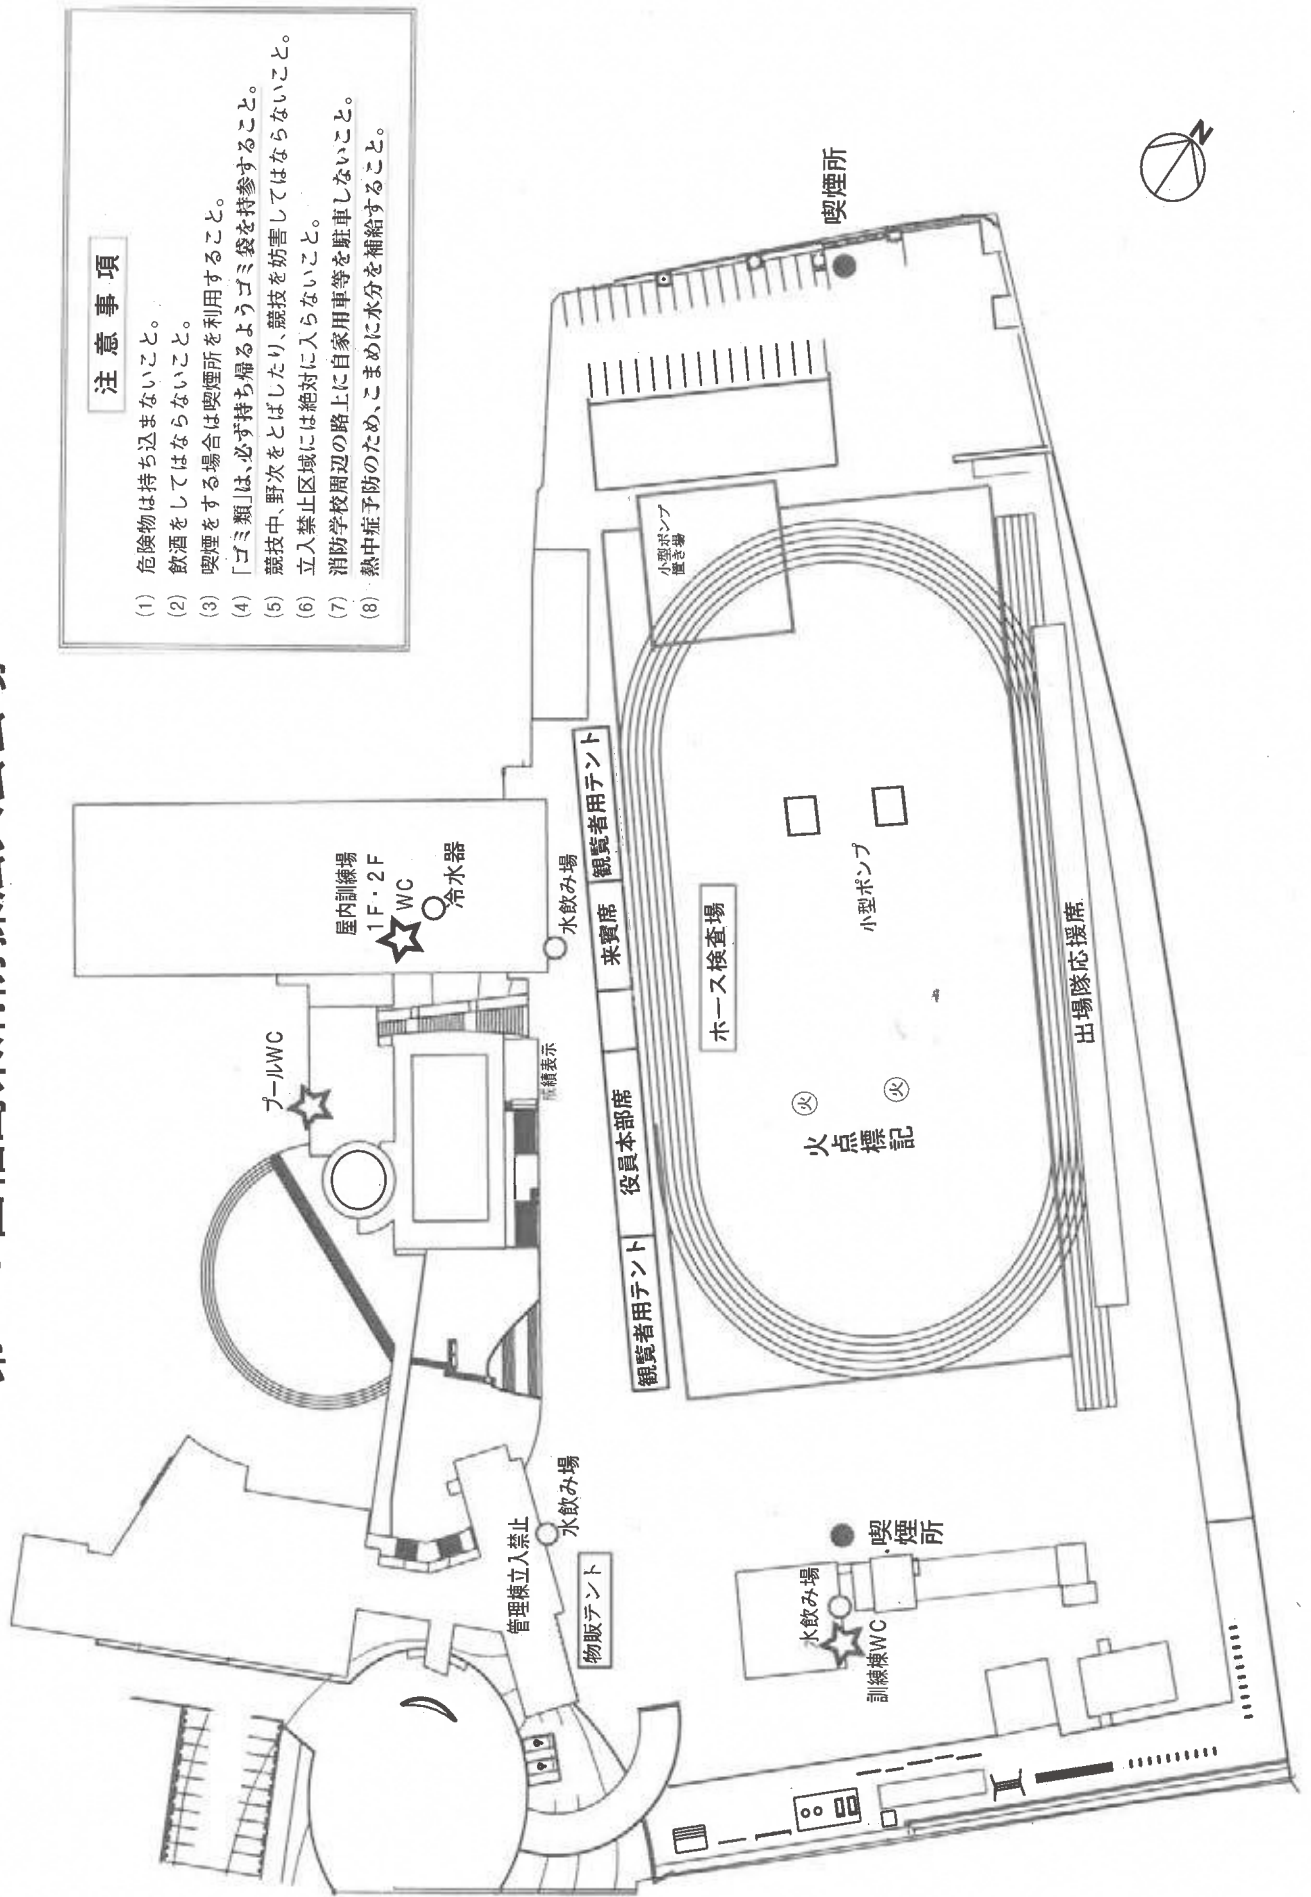 注意事項
(1) 危険物は持ち込まないこと。
(2) 飲酒をしてはならないこと。
(3) 喫煙をする場合は喫煙所を利用すること。
(4) 「ゴミ類」は、必ず持ち帰るようゴミ袋を持参すること。
(5) 競技中、野次をとばしたり、競技を妨害してはならないこと。
(6) 立入禁止区域には絶対に入らないこと。
(7) 消防学校周辺の路上に自家用車等を駐車しないこと。
(8) 熱中症予防のため、こまめに水分を補給すること。
屋内訓練場
1F・2F
WC
冷水器
水飲み場
プールWC
成績表示
管理棟立入禁止
水飲み場
物販テント
観覧者用テント
役員本部席
来賓席
観覧者用テント
小型ポンプ
置き場
ホース検査場
小型ポンプ
火
火
火点
標記
出場隊応援席
喫煙所
喫煙所
水飲み場
訓練棟WC
N